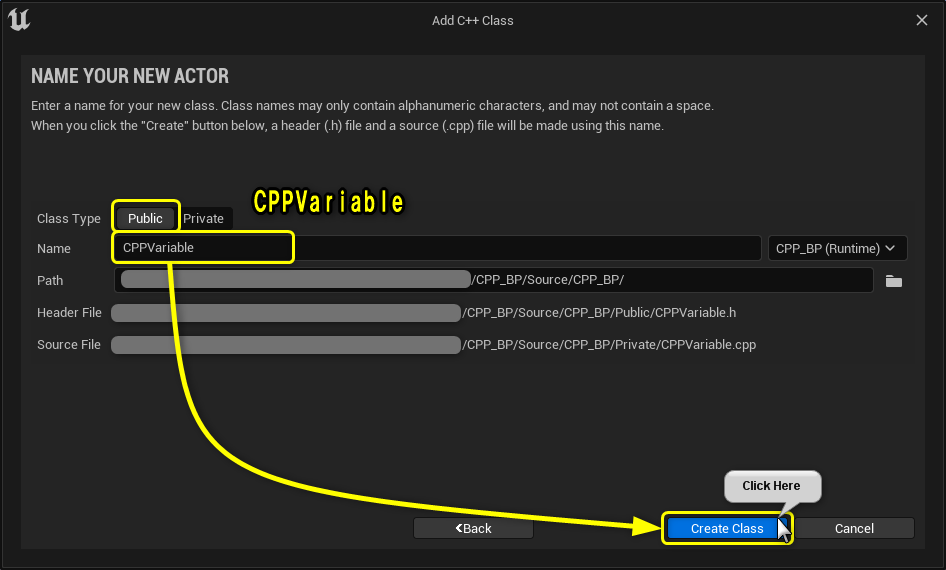 Add C++ Class
NAME YOUR NEW ACTOR
Enter a name for your new class. Class names may only contain alphanumeric characters, and may not contain a space.
When you click the "Create" button below, a header (.h) file and a source (.cpp) file will be made using this name.
CPPVariable
Class Type Public Private
Name CPPVariable CPP_BP (Runtime)
Path /CPP_BP/Source/CPP_BP/
Header File /CPP_BP/Source/CPP_BP/Public/CPPVariable.h
Source File /CPP_BP/Source/CPP_BP/Private/CPPVariable.cpp
Click Here
Back Create Class Cancel